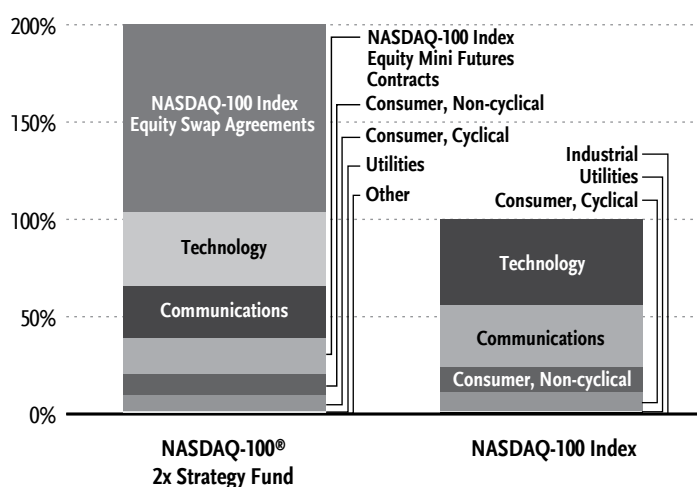 200%
150%
100%
50%
0%
NASDAQ-100 Index
Equity Swap Agreements
Technology
Communications
NASDAQ-100 Index
Equity Mini Futures
Contracts
Consumer, Non-cyclical
Consumer, Cyclical
Utilities
Other
NASDAQ-100®
2x Strategy Fund
Industrial
Utilities
Consumer, Cyclical
Technology
Communications
Consumer, Non-cyclical
NASDAQ-100 Index